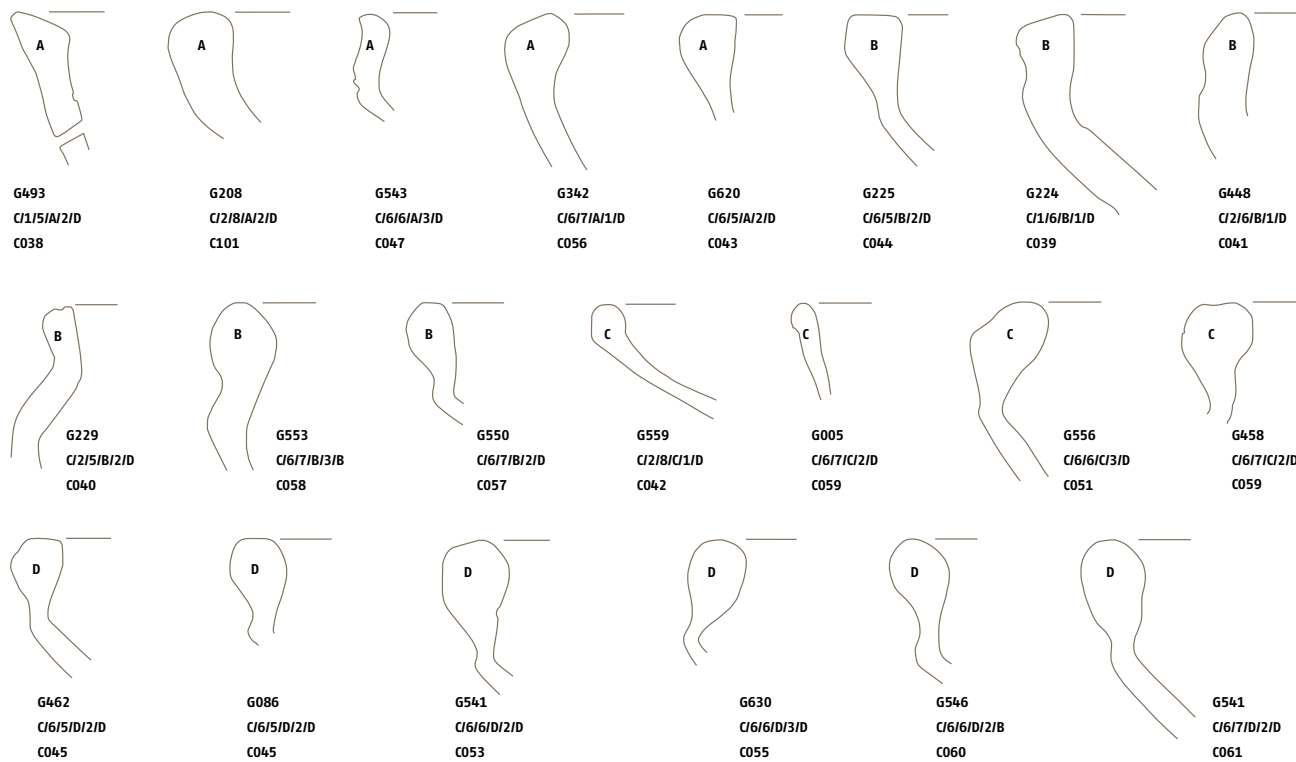 A
G493
C/1/5/A/2/D
C038
A
G208
C/2/8/A/2/D
C101
A
G543
C/6/6/A/3/D
C047
A
G342
C/6/7/A/1/D
C056
A
G620
C/6/5/A/2/D
C043
B
G225
C/6/5/B/2/D
C044
B
G224
C/1/6/B/1/D
C039
B
G448
C/2/6/B/1/D
C041
B
G229
C/2/5/B/2/D
C040
B
G553
C/6/7/B/3/B
C058
B
G550
C/6/7/B/2/D
C057
C
G559
C/2/8/C/1/D
C042
C
G005
C/6/7/C/2/D
C059
C
G556
C/6/6/C/3/D
C051
C
G458
C/6/7/C/2/D
C059
D
G462
C/6/5/D/2/D
C045
D
G086
C/6/5/D/2/D
C045
D
G541
C/6/6/D/2/D
C053
D
G630
C/6/6/D/3/D
C055
D
G546
C/6/6/D/2/B
C060
D
G541
C/6/7/D/2/D
C061